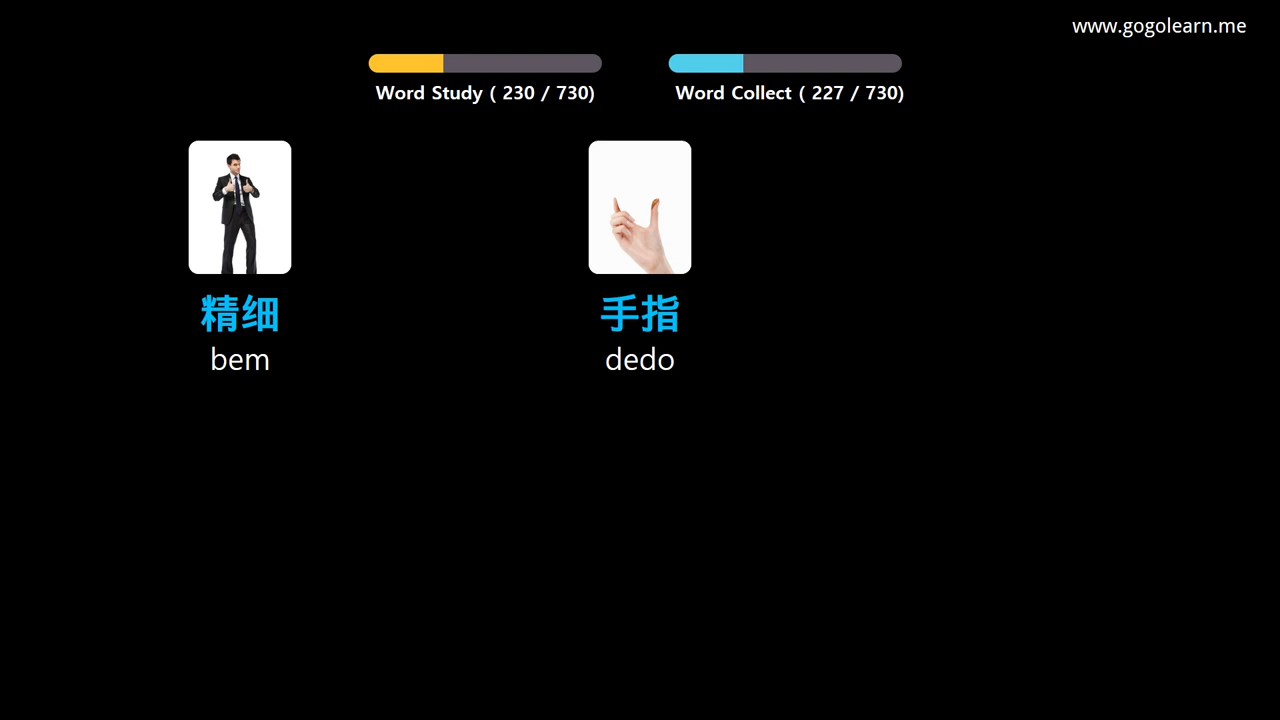 www.gogolearn.me
Word Study ( 230 / 730)
Word Collect ( 227 / 730)
精细
bem
手指
dedo